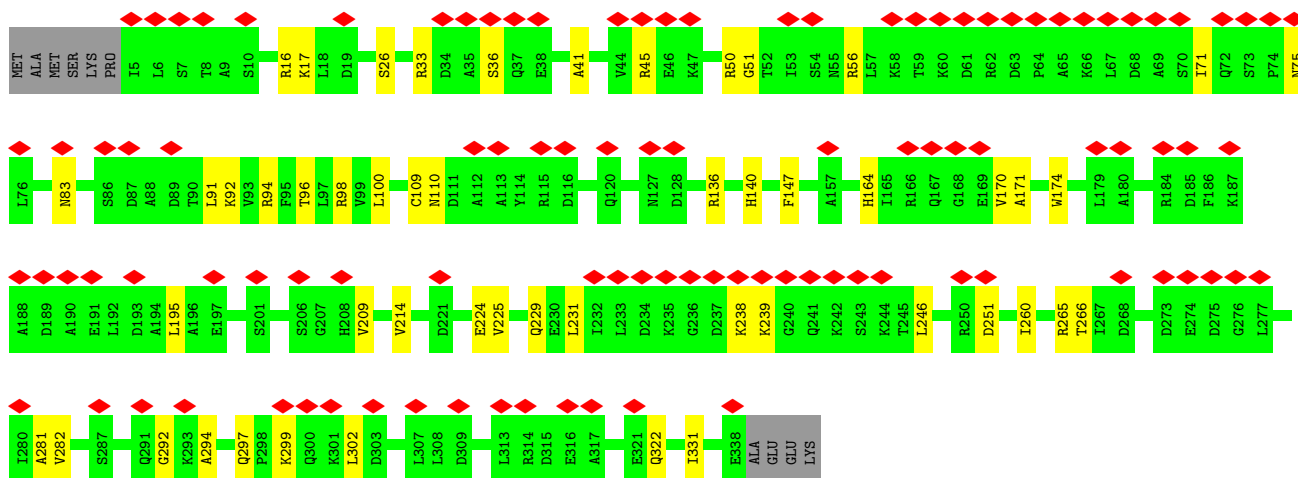 MET ALA MET SER LYS PRO I5 L6 S7 T8 A9 S10 R16 K17 L18 D19 S26 R33 D34 A35 S36 Q37 E38 A41 V44 R45 E46 K47 R50 G51 T52 I53 S54 N55 R56 L57 K58 T59 K60 D61 R62 D63 P64 A65 K66 L67 D68 A69 S70 I71 Q72 S73 P74 N75
L76 N83 S86 D87 A88 D89 T90 L91 K92 V93 R94 F95 T96 L97 R98 V99 L100 C109 N110 D111 A112 A113 Y114 R115 D116 Q120 N127 D128 R136 H140 F147 A157 H164 I165 R166 Q167 G168 E169 V170 A171 W174 L179 A180 R184 D185 F186 K187
A188 D189 A190 E191 L192 D193 A194 L195 A196 E197 S201 S206 G207 H208 V209 V214 D221 E224 V225 Q229 E230 L231 I232 L233 D234 K235 G236 D237 K238 K239 G240 Q241 K242 S243 K244 T245 L246 R250 D251 I260 R265 T266 I267 D268 D273 E274 D275 G276 L277
I280 A281 V282 S287 Q291 G292 K293 A294 Q297 P298 K299 Q300 K301 L302 D303 L307 L308 D309 L313 R314 D315 E316 A317 E321 Q322 I331 E338 ALA GLU GLU LYS